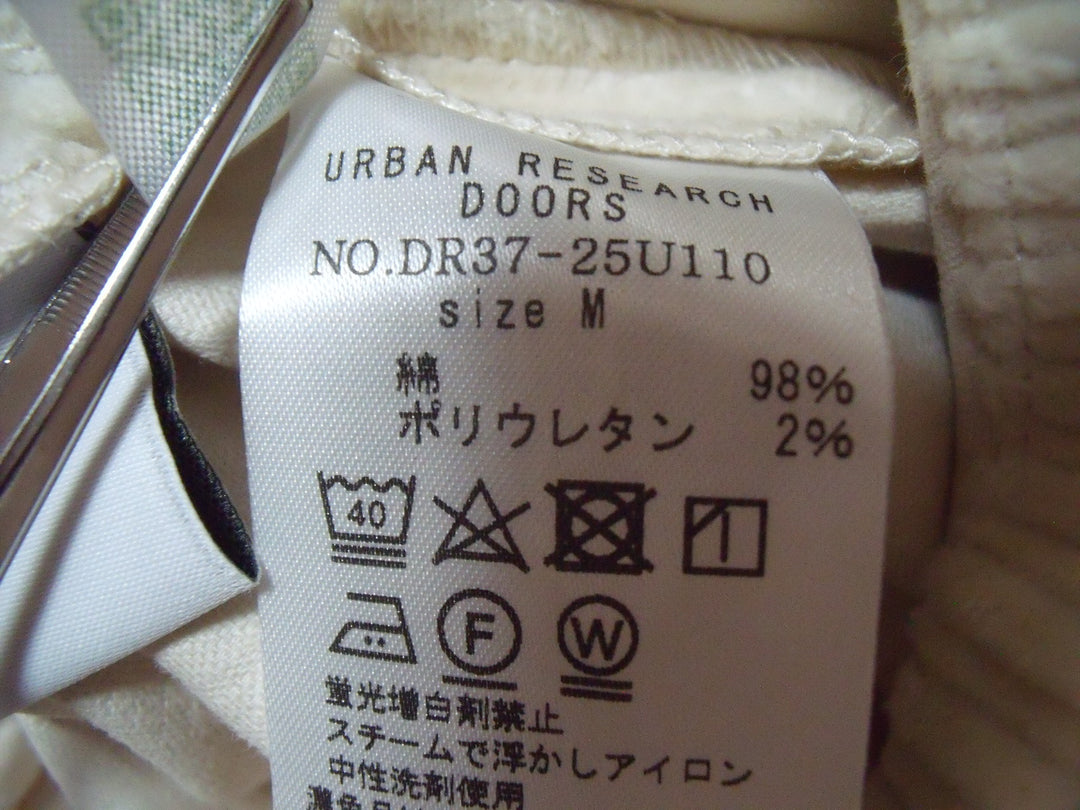 URBAN RESEARCH
DOORS
NO.DR37-25U110
size M
綿 98%
ポリウレタン 2%
40
F W
蛍光増白剤禁止
スチームで浮かしアイロン
中性洗剤使用
濃色